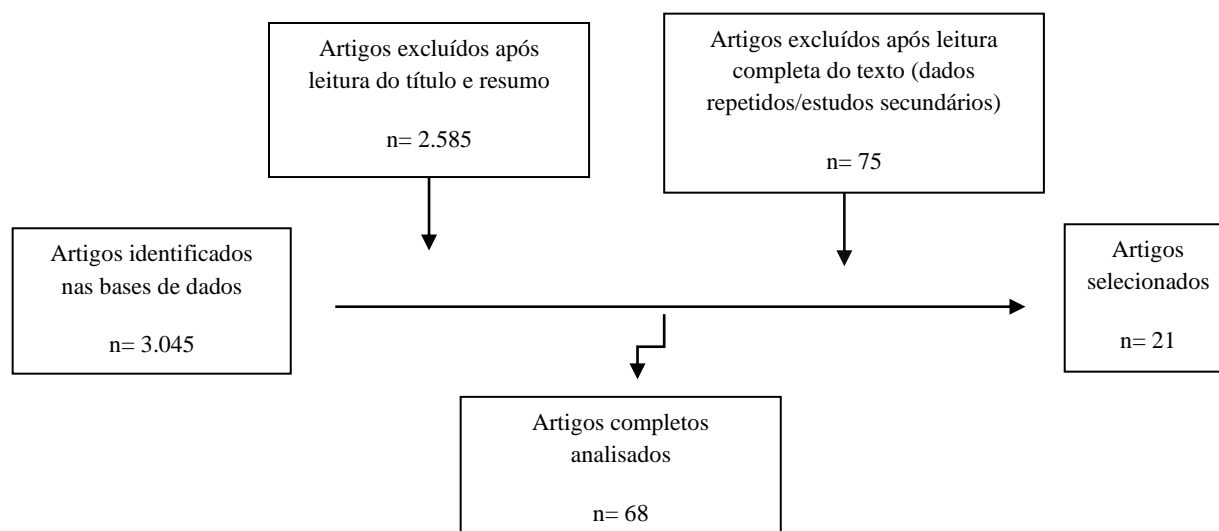 Artigos excluídos após
leitura do título e resumo
n= 2.585
Artigos excluídos após leitura
completa do texto (dados
repetidos/estudos secundários)
n= 75
Artigos identificados
nas bases de dados
n= 3.045
Artigos
selecionados
n= 21
Artigos completos
analisados
n= 68